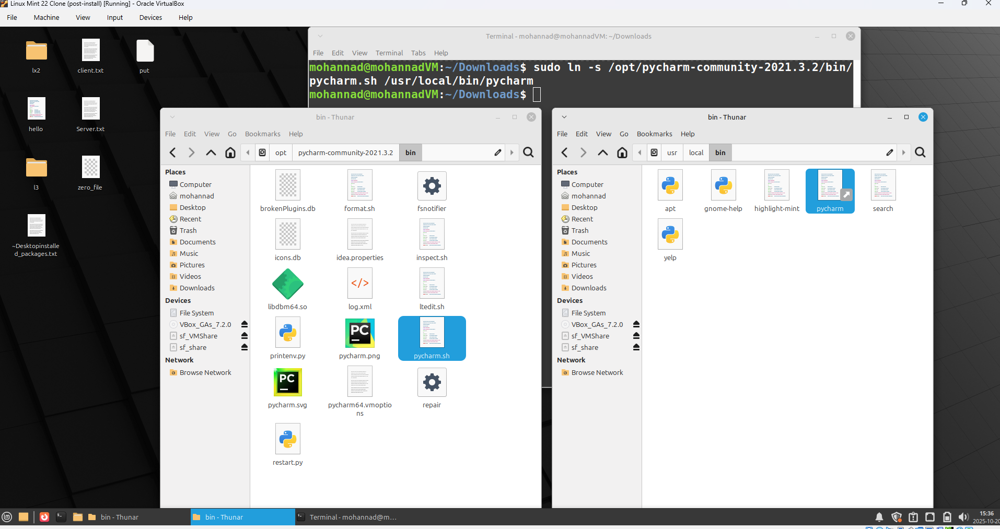 Linux Mint 22 Clone (post-install) [Running] - Oracle VirtualBox
File Machine View Input Devices Help
lx2
client.txt
put
hello
Server.txt
l3
zero_file
~Desktopinstalle
d_packages.txt
Terminal - mohannad@mohannadVM: ~/Downloads
File Edit View Terminal Tabs Help
mohannad@mohannadVM:~/Downloads$ sudo ln -s /opt/pycharm-community-2021.3.2/bin/
pycharm.sh /usr/local/bin/pycharm
mohannad@mohannadVM:~/Downloads$
bin - Thunar
File Edit View Go Bookmarks Help
opt pycharm-community-2021.3.2 bin
Places
Computer
mohannad
Desktop
Recent
Trash
Documents
Music
Pictures
Videos
Downloads
Devices
File System
VBox_GAs_7.2.0
sf_VMShare
sf_share
Network
Browse Network
brokenPlugins.db format.sh fsnotifier
icons.db idea.properties inspect.sh
</>
libdbm64.so log.xml ltedit.sh
PC
printenv.py pycharm.png pycharm.sh
PC
pycharm.svg pycharm64.vmoptio repair
ns
restart.py
bin - Thunar
File Edit View Go Bookmarks Help
usr local bin
Places
Computer
mohannad
Desktop
Recent
Trash
Documents
Music
Pictures
Videos
Downloads
Devices
File System
VBox_GAs_7.2.0
sf_VMShare
sf_share
Network
Browse Network
apt gnome-help highlight-mint pycharm search
yelp
bin - Thunar
bin - Thunar
Terminal - mohannad@m...
15:36
2025-10-20